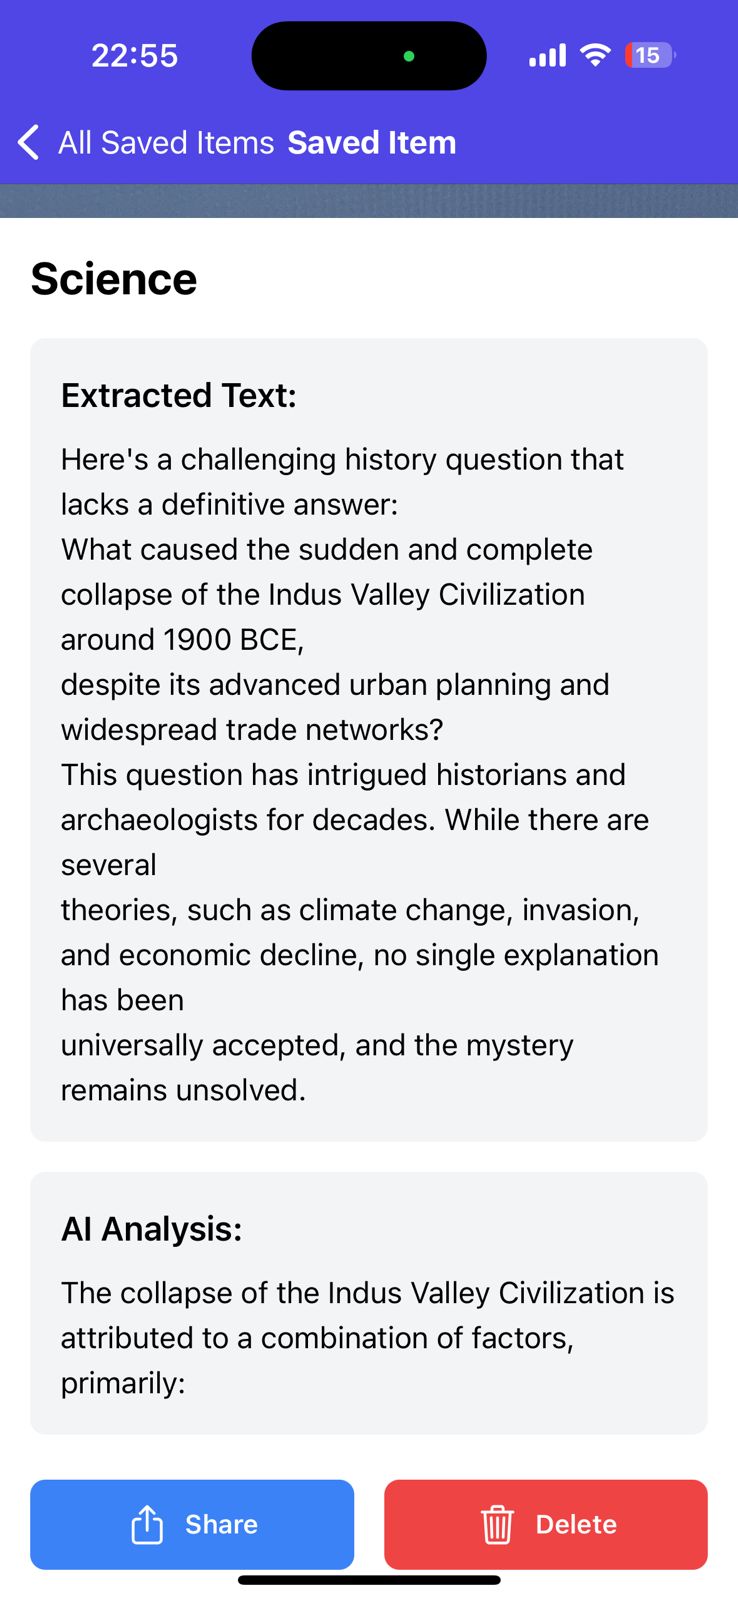 22:55
15
All Saved Items Saved Item
Science
Extracted Text:
Here's a challenging history question that
lacks a definitive answer:
What caused the sudden and complete
collapse of the Indus Valley Civilization
around 1900 BCE,
despite its advanced urban planning and
widespread trade networks?
This question has intrigued historians and
archaeologists for decades. While there are
several
theories, such as climate change, invasion,
and economic decline, no single explanation
has been
universally accepted, and the mystery
remains unsolved.
AI Analysis:
The collapse of the Indus Valley Civilization is
attributed to a combination of factors,
primarily:
Share Delete